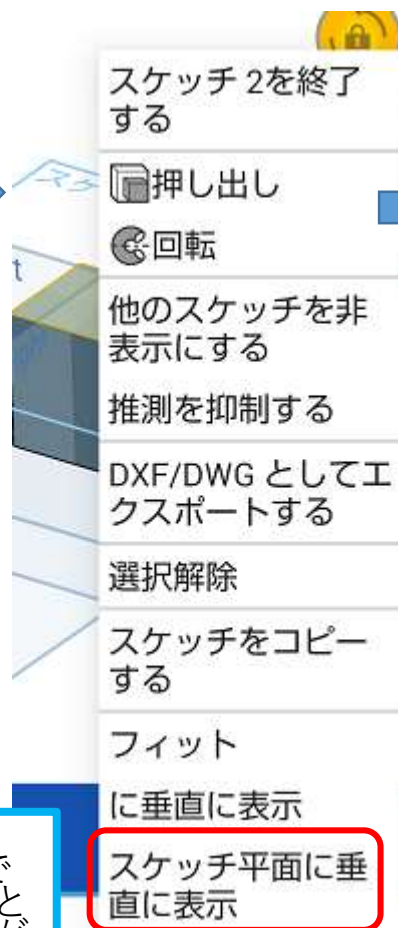 スケッチ 2を終了
する
押し出し
回転
他のスケッチを非
表示にする
推測を抑制する
DXF/DWG としてエ
クスポートする
選択解除
スケッチをコピー
する
フィット
に垂直に表示
スケッチ平面に垂
直に表示
スケ
t
と